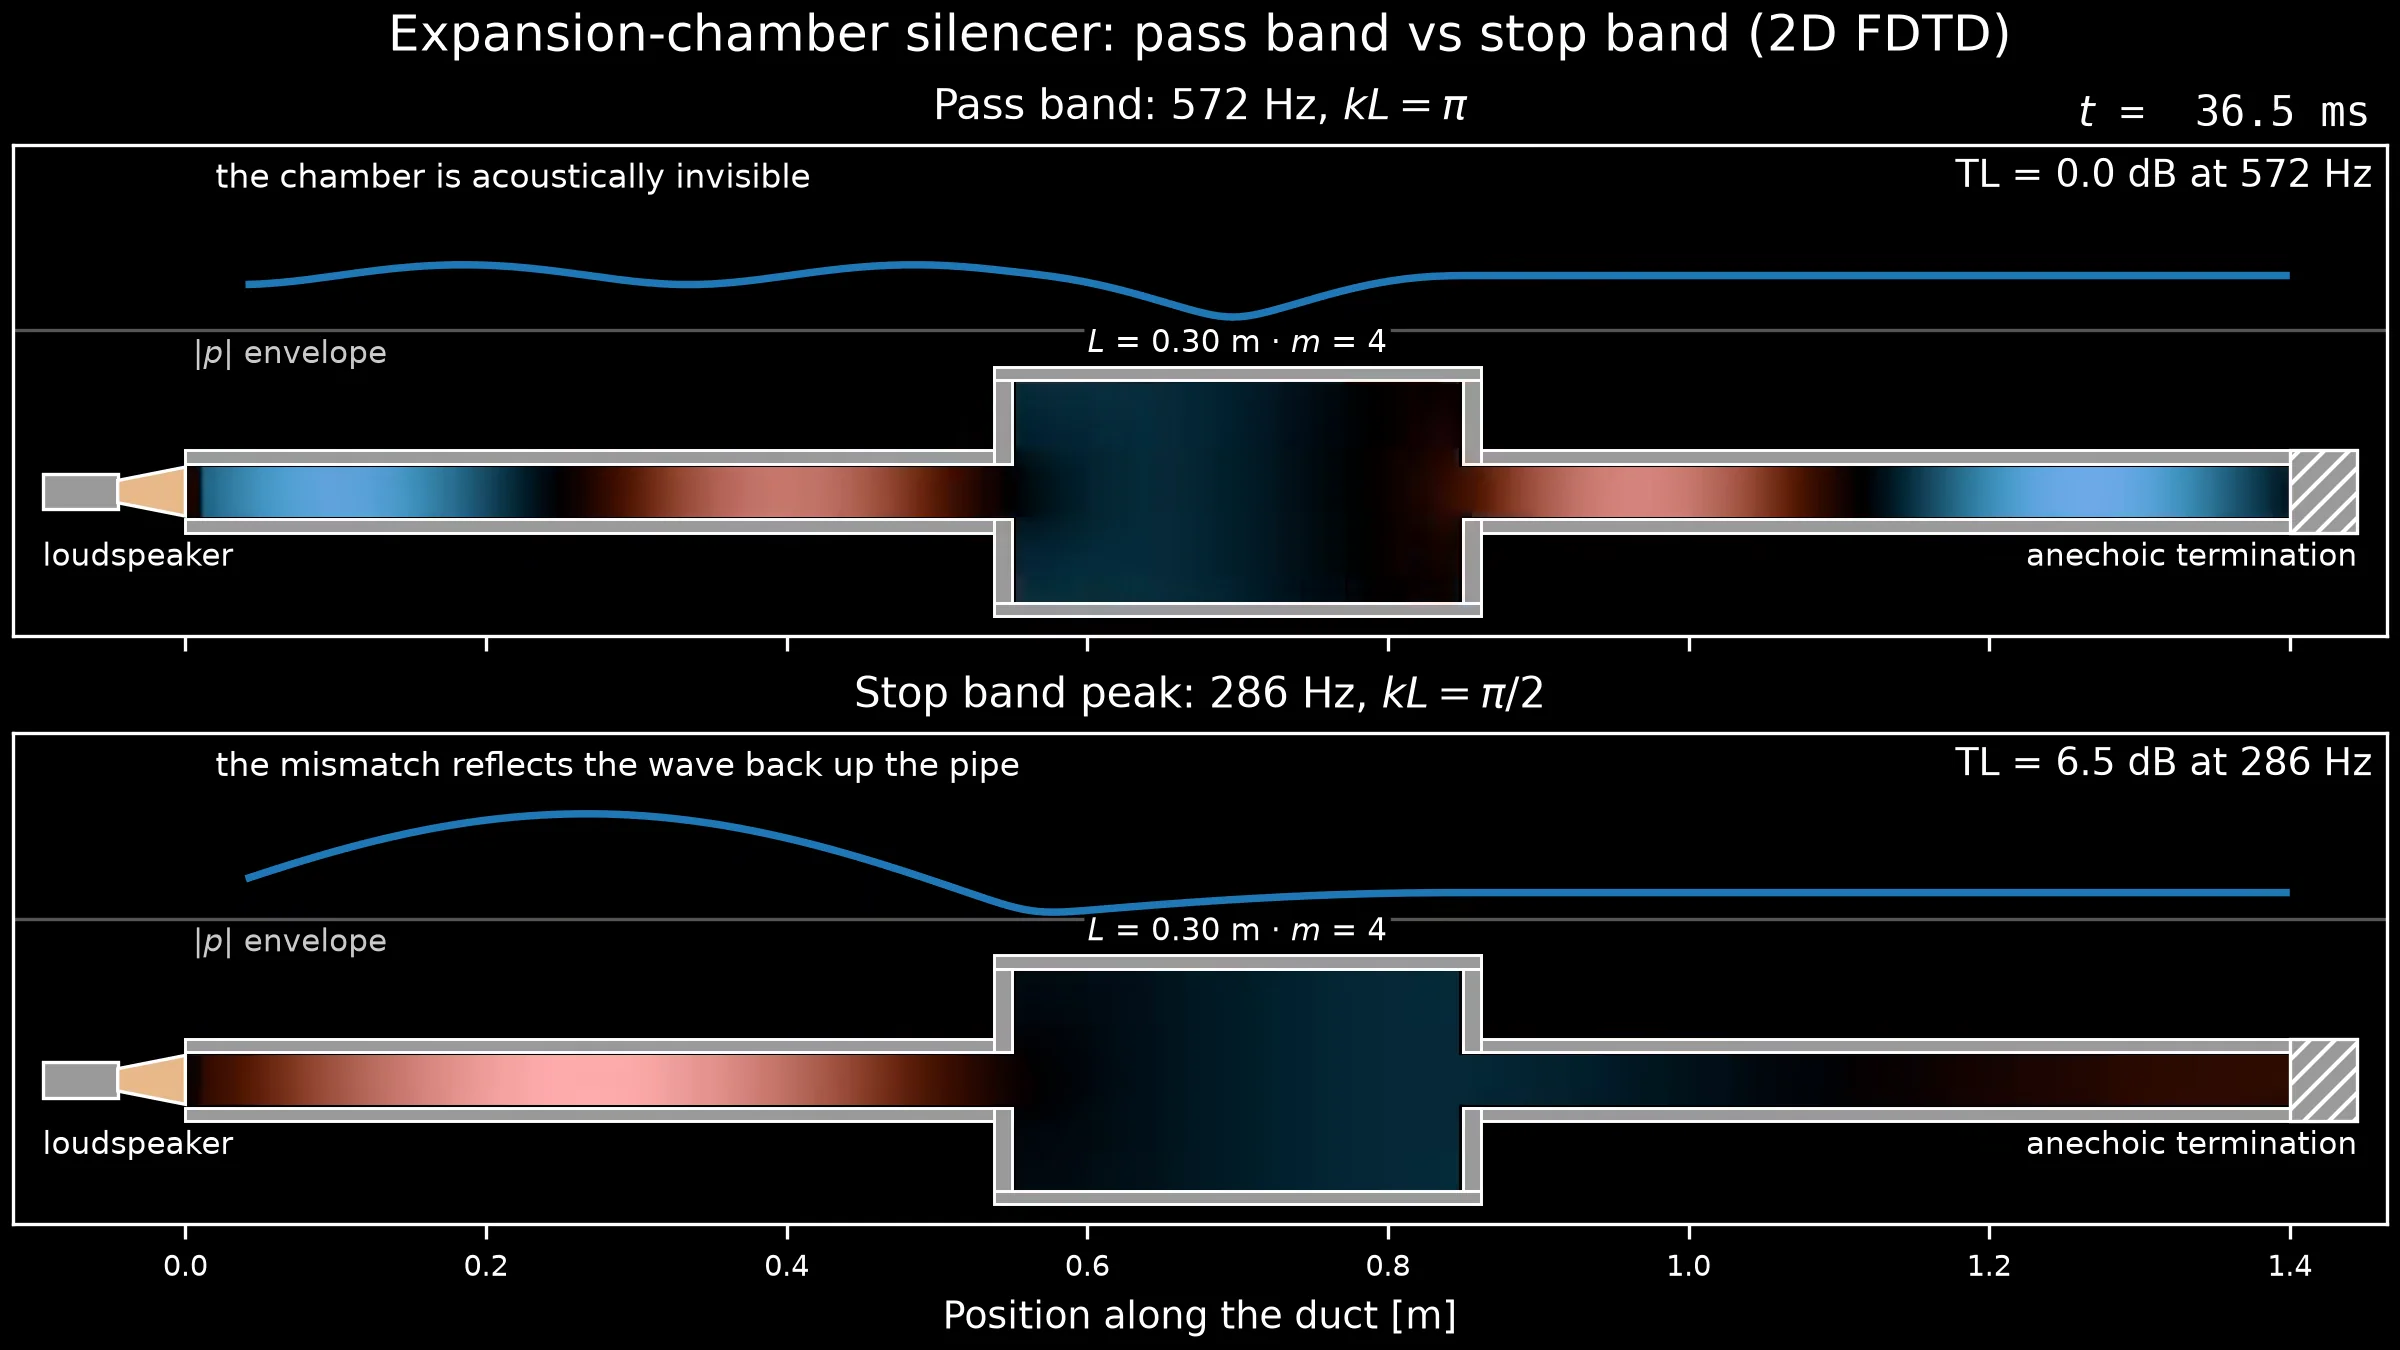 Expansion-chamber silencer: pass band vs stop band (2D FDTD)
Pass band: 572 Hz, kL = π
t = 36.5 ms
the chamber is acoustically invisible
TL = 0.0 dB at 572 Hz
|p| envelope
L = 0.30 m · m = 4
loudspeaker
anechoic termination
Stop band peak: 286 Hz, kL = π/2
the mismatch reflects the wave back up the pipe
TL = 6.5 dB at 286 Hz
|p| envelope
L = 0.30 m · m = 4
loudspeaker
anechoic termination
0.0 0.2 0.4 0.6 0.8 1.0 1.2 1.4
Position along the duct [m]